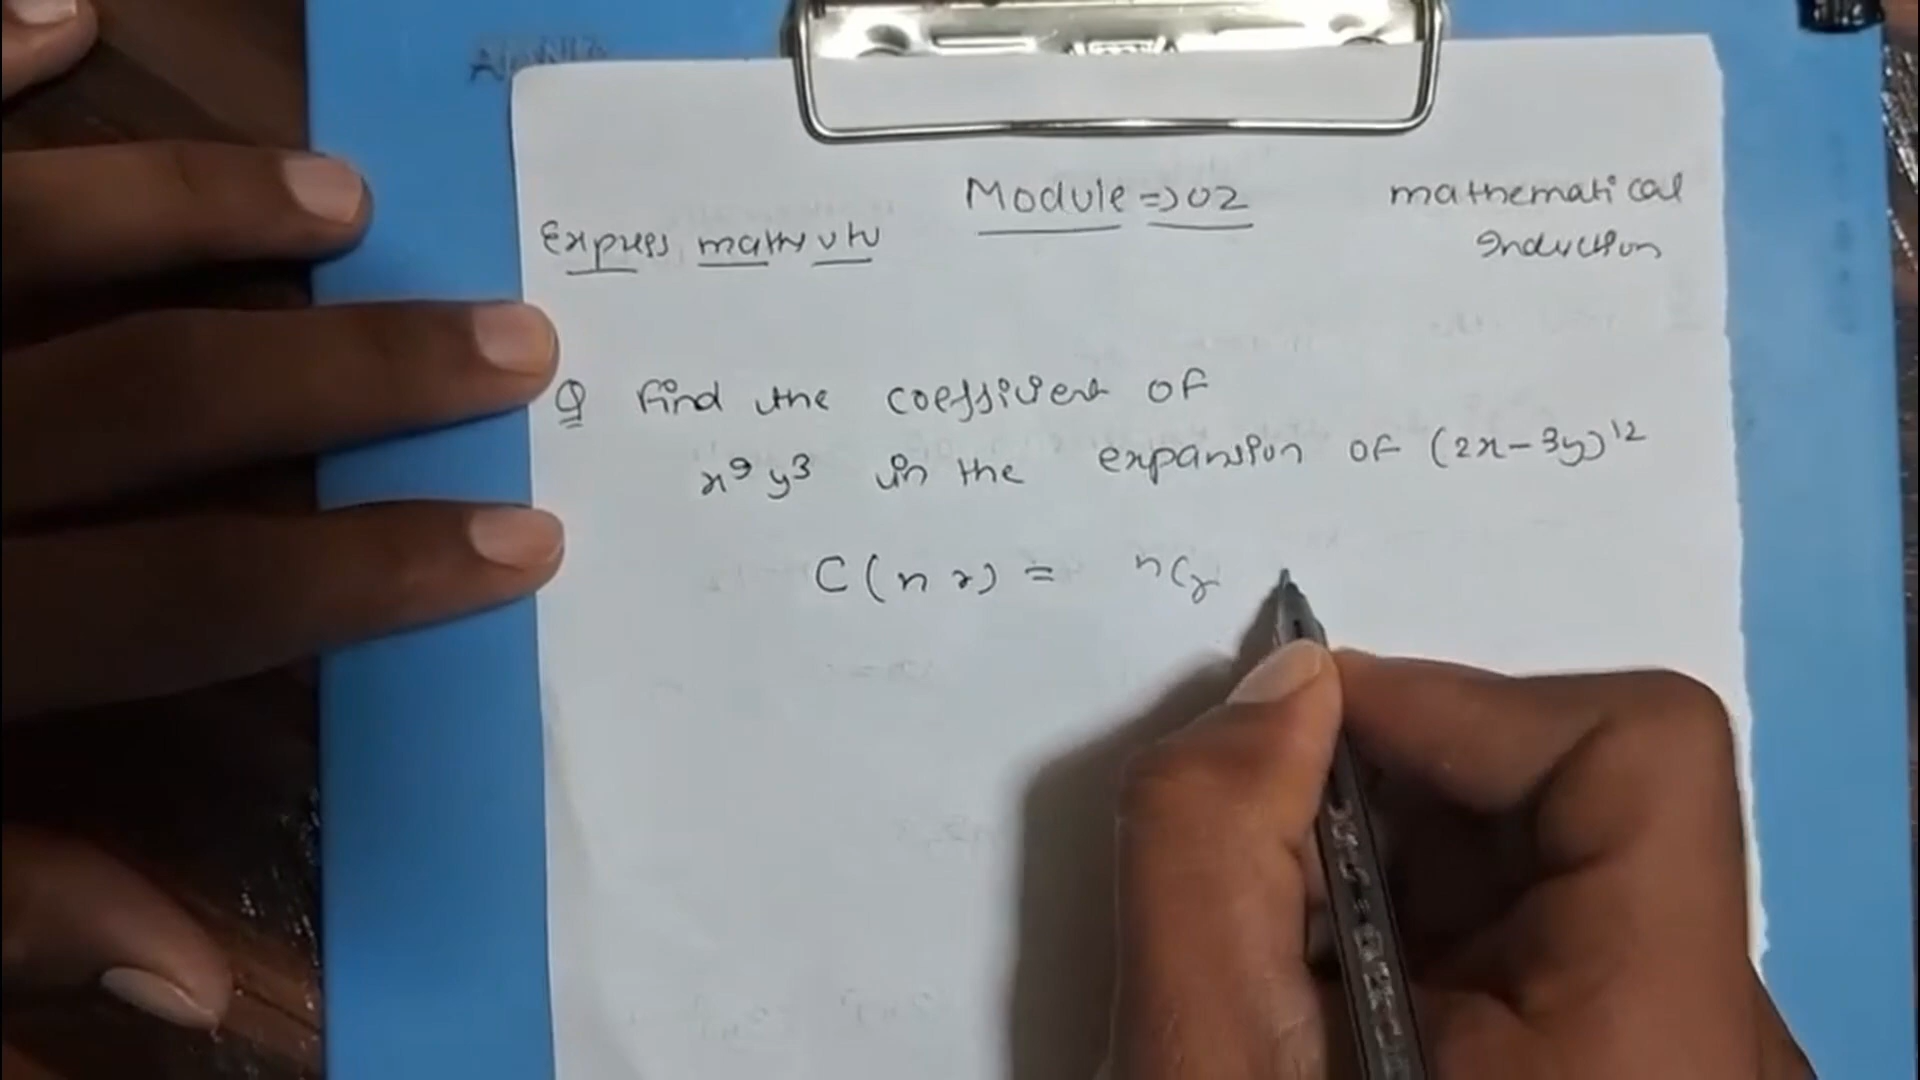 Module => 02
mathematical
Express maths vtu
Induction
Q find the coefficient of
x⁹ y³ in the expansion of (2x-3y)¹²
C(n r) = nCr